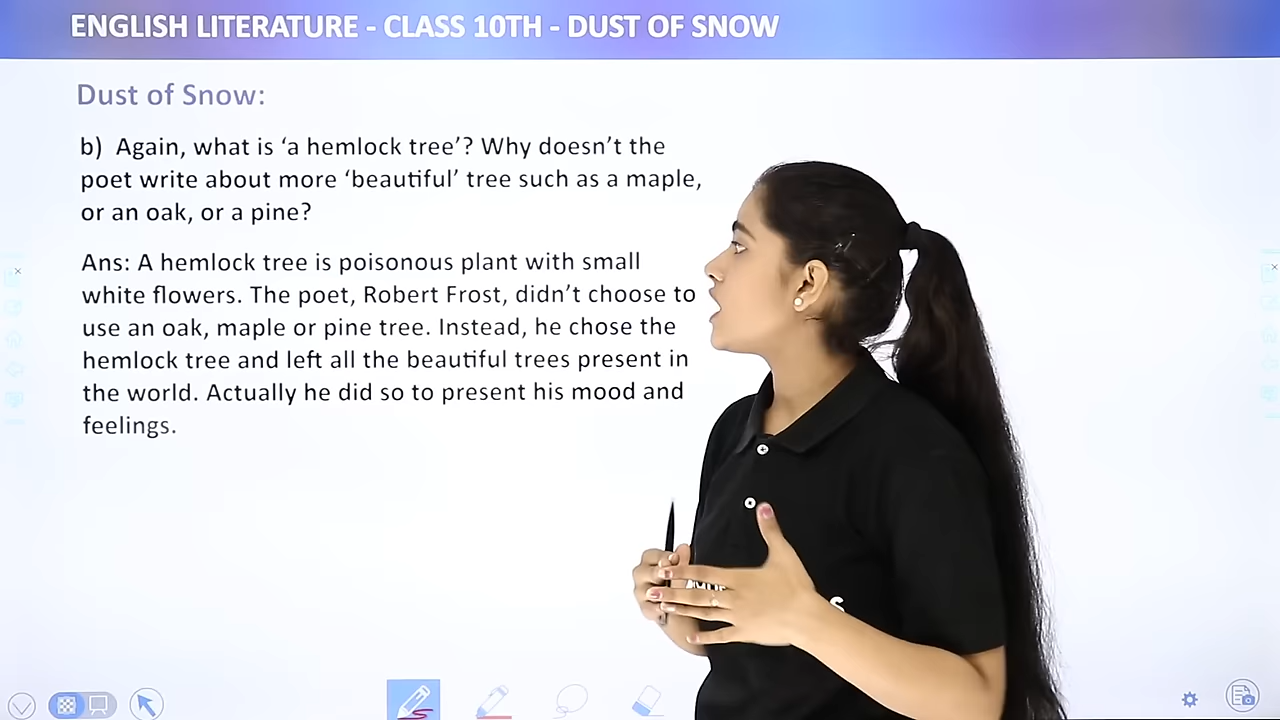 ENGLISH LITERATURE - CLASS 10TH - DUST OF SNOW
Dust of Snow:
b) Again, what is ‘a hemlock tree’? Why doesn’t the
poet write about more ‘beautiful’ tree such as a maple,
or an oak, or a pine?
Ans: A hemlock tree is poisonous plant with small
white flowers. The poet, Robert Frost, didn’t choose to
use an oak, maple or pine tree. Instead, he chose the
hemlock tree and left all the beautiful trees present in
the world. Actually he did so to present his mood and
feelings.